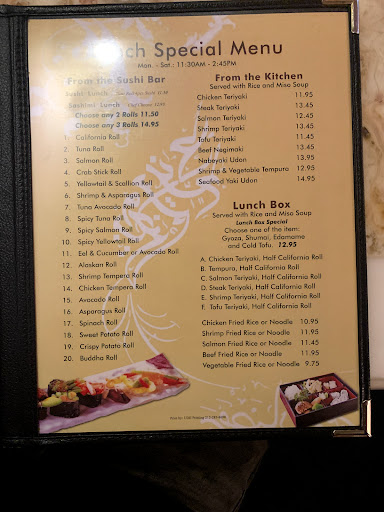 nch Special Menu
Mon. - Sat.: 11:30AM - 2:45PM
From the Sushi Bar
Sushi Lunch
Sashimi Lunch
Choose any 2 Rolls 11.50
Choose any 3 Rolls 14.95
1. California Roll
2. Tuna Roll
3. Salmon Roll
4. Crab Stick Roll
5. Yellowtail & Scallion Roll
6. Shrimp & Asparagus Roll
7. Tuna Avocado Roll
8. Spicy Tuna Roll
9. Spicy Salmon Roll
10. Spicy Yellowtail Roll
11. Eel & Cucumber or Avocado Roll
12. Alaskan Roll
13. Shrimp Tempera Roll
14. Chicken Tempera Roll
15. Avocado Roll
16. Asparagus Roll
17. Spinach Roll
18. Sweet Potato Roll
19. Crispy Potato Roll
20. Buddha Roll
From the Kitchen
Served with Rice and Miso Soup
Chicken Teriyaki 11.95
Steak Teriyaki 13.45
Salmon Teriyaki 12.45
Shrimp Teriyaki 13.45
Tofu Teriyaki 11.45
Beef Negimaki 13.45
Nabeyaki Udon 13.95
Shrimp & Vegetable Tempura 12.95
Seafood Yaki Udon 14.95
Lunch Box
Served with Rice and Miso Soup
Lunch Box Special
Choose one of the item:
Gyoza, Shumai, Edamame
and Cold Tofu. 12.95
A. Chicken Teriyaki, Half California Roll
B. Tempura, Half California Roll
C. Salmon Teriyaki, Half California Roll
D. Steak Teriyaki, Half California Roll
E. Shrimp Teriyaki, Half California Roll
F. Tofu Teriyaki, Half California Roll
Chicken Fried Rice or Noodle 10.95
Shrimp Fried Rice or Noodle 11.95
Salmon Fried Rice or Noodle 11.45
Beef Fried Rice or Noodle 11.95
Vegetable Fried Rice or Noodle 9.75